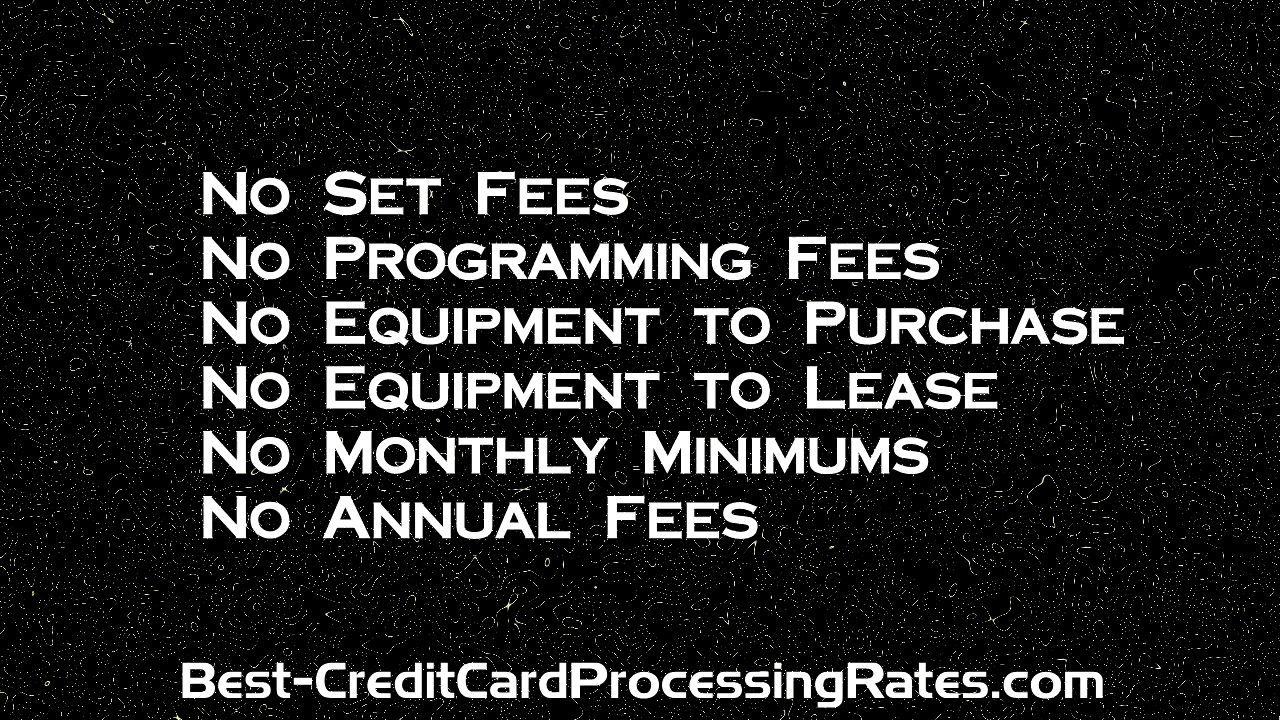 No Set Fees
No Programming Fees
No Equipment to Purchase
No Equipment to Lease
No Monthly Minimums
No Annual Fees
Best-CreditCardProcessingRates.com